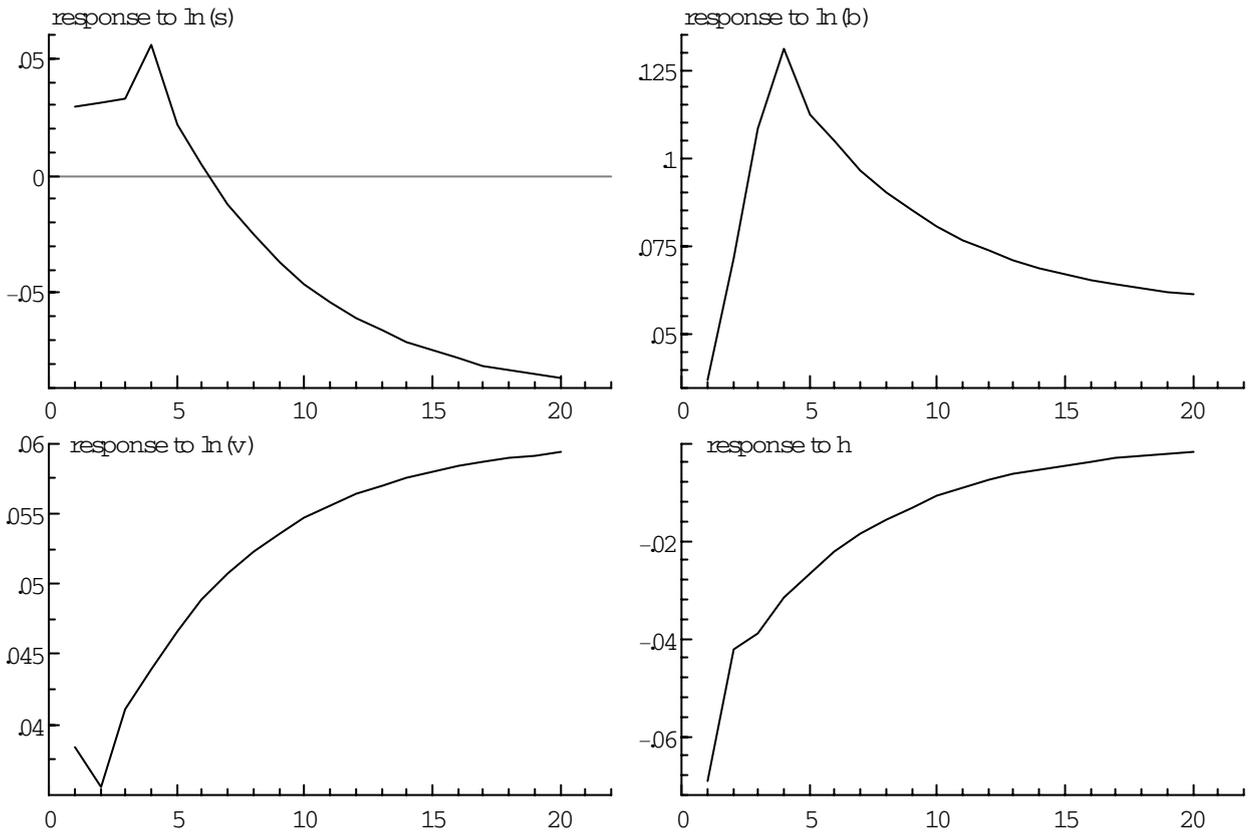 response to ln(s)
.05
0
-.05
0 5 10 15 20
response to ln(b)
.125
.1
.075
.05
0 5 10 15 20
response to ln(v)
.06
.055
.05
.045
.04
0 5 10 15 20
response to h
-.02
-.04
-.06
0 5 10 15 20